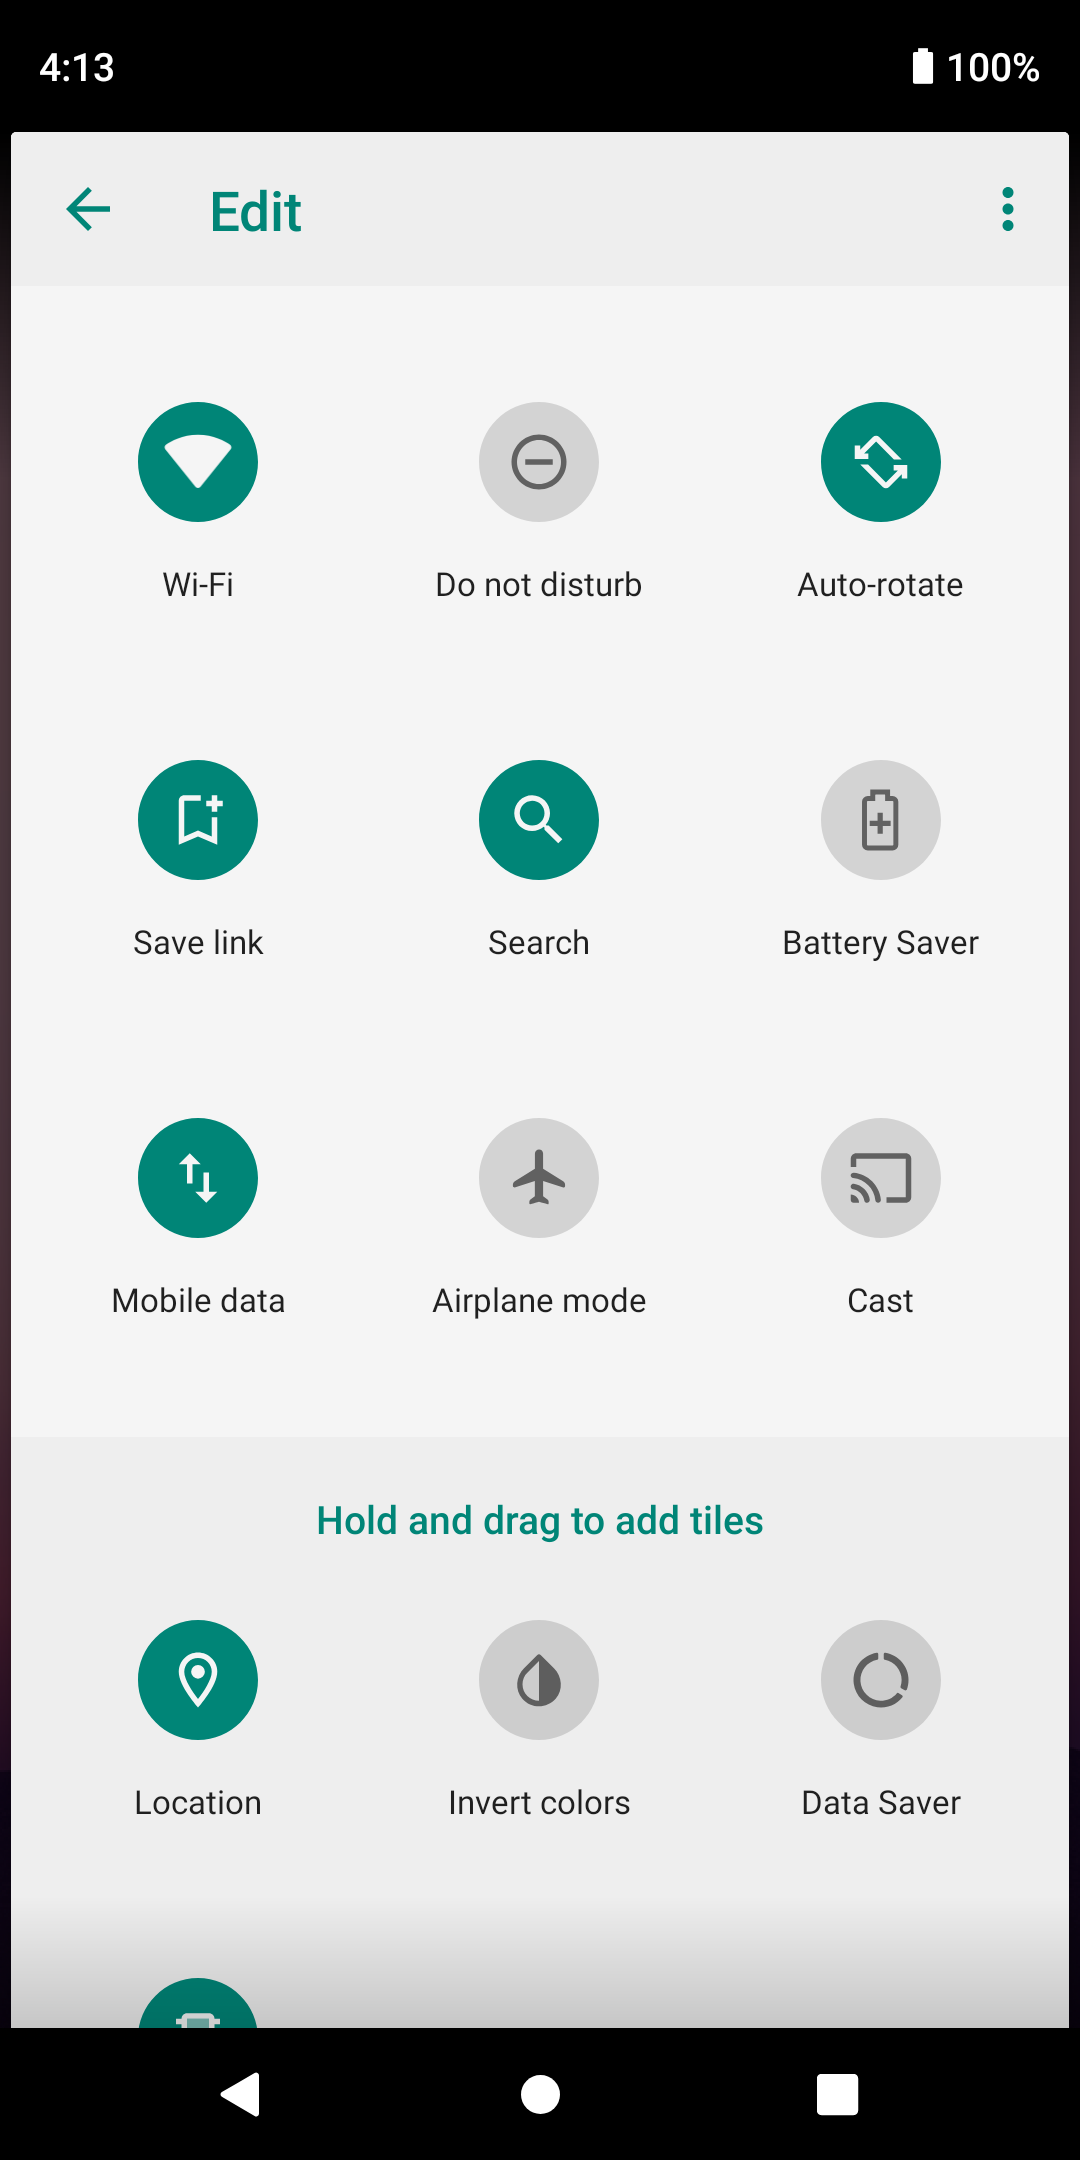 4:13 100%
Edit
Wi-Fi Do not disturb Auto-rotate
Save link Search Battery Saver
Mobile data Airplane mode Cast
Hold and drag to add tiles
Location Invert colors Data Saver